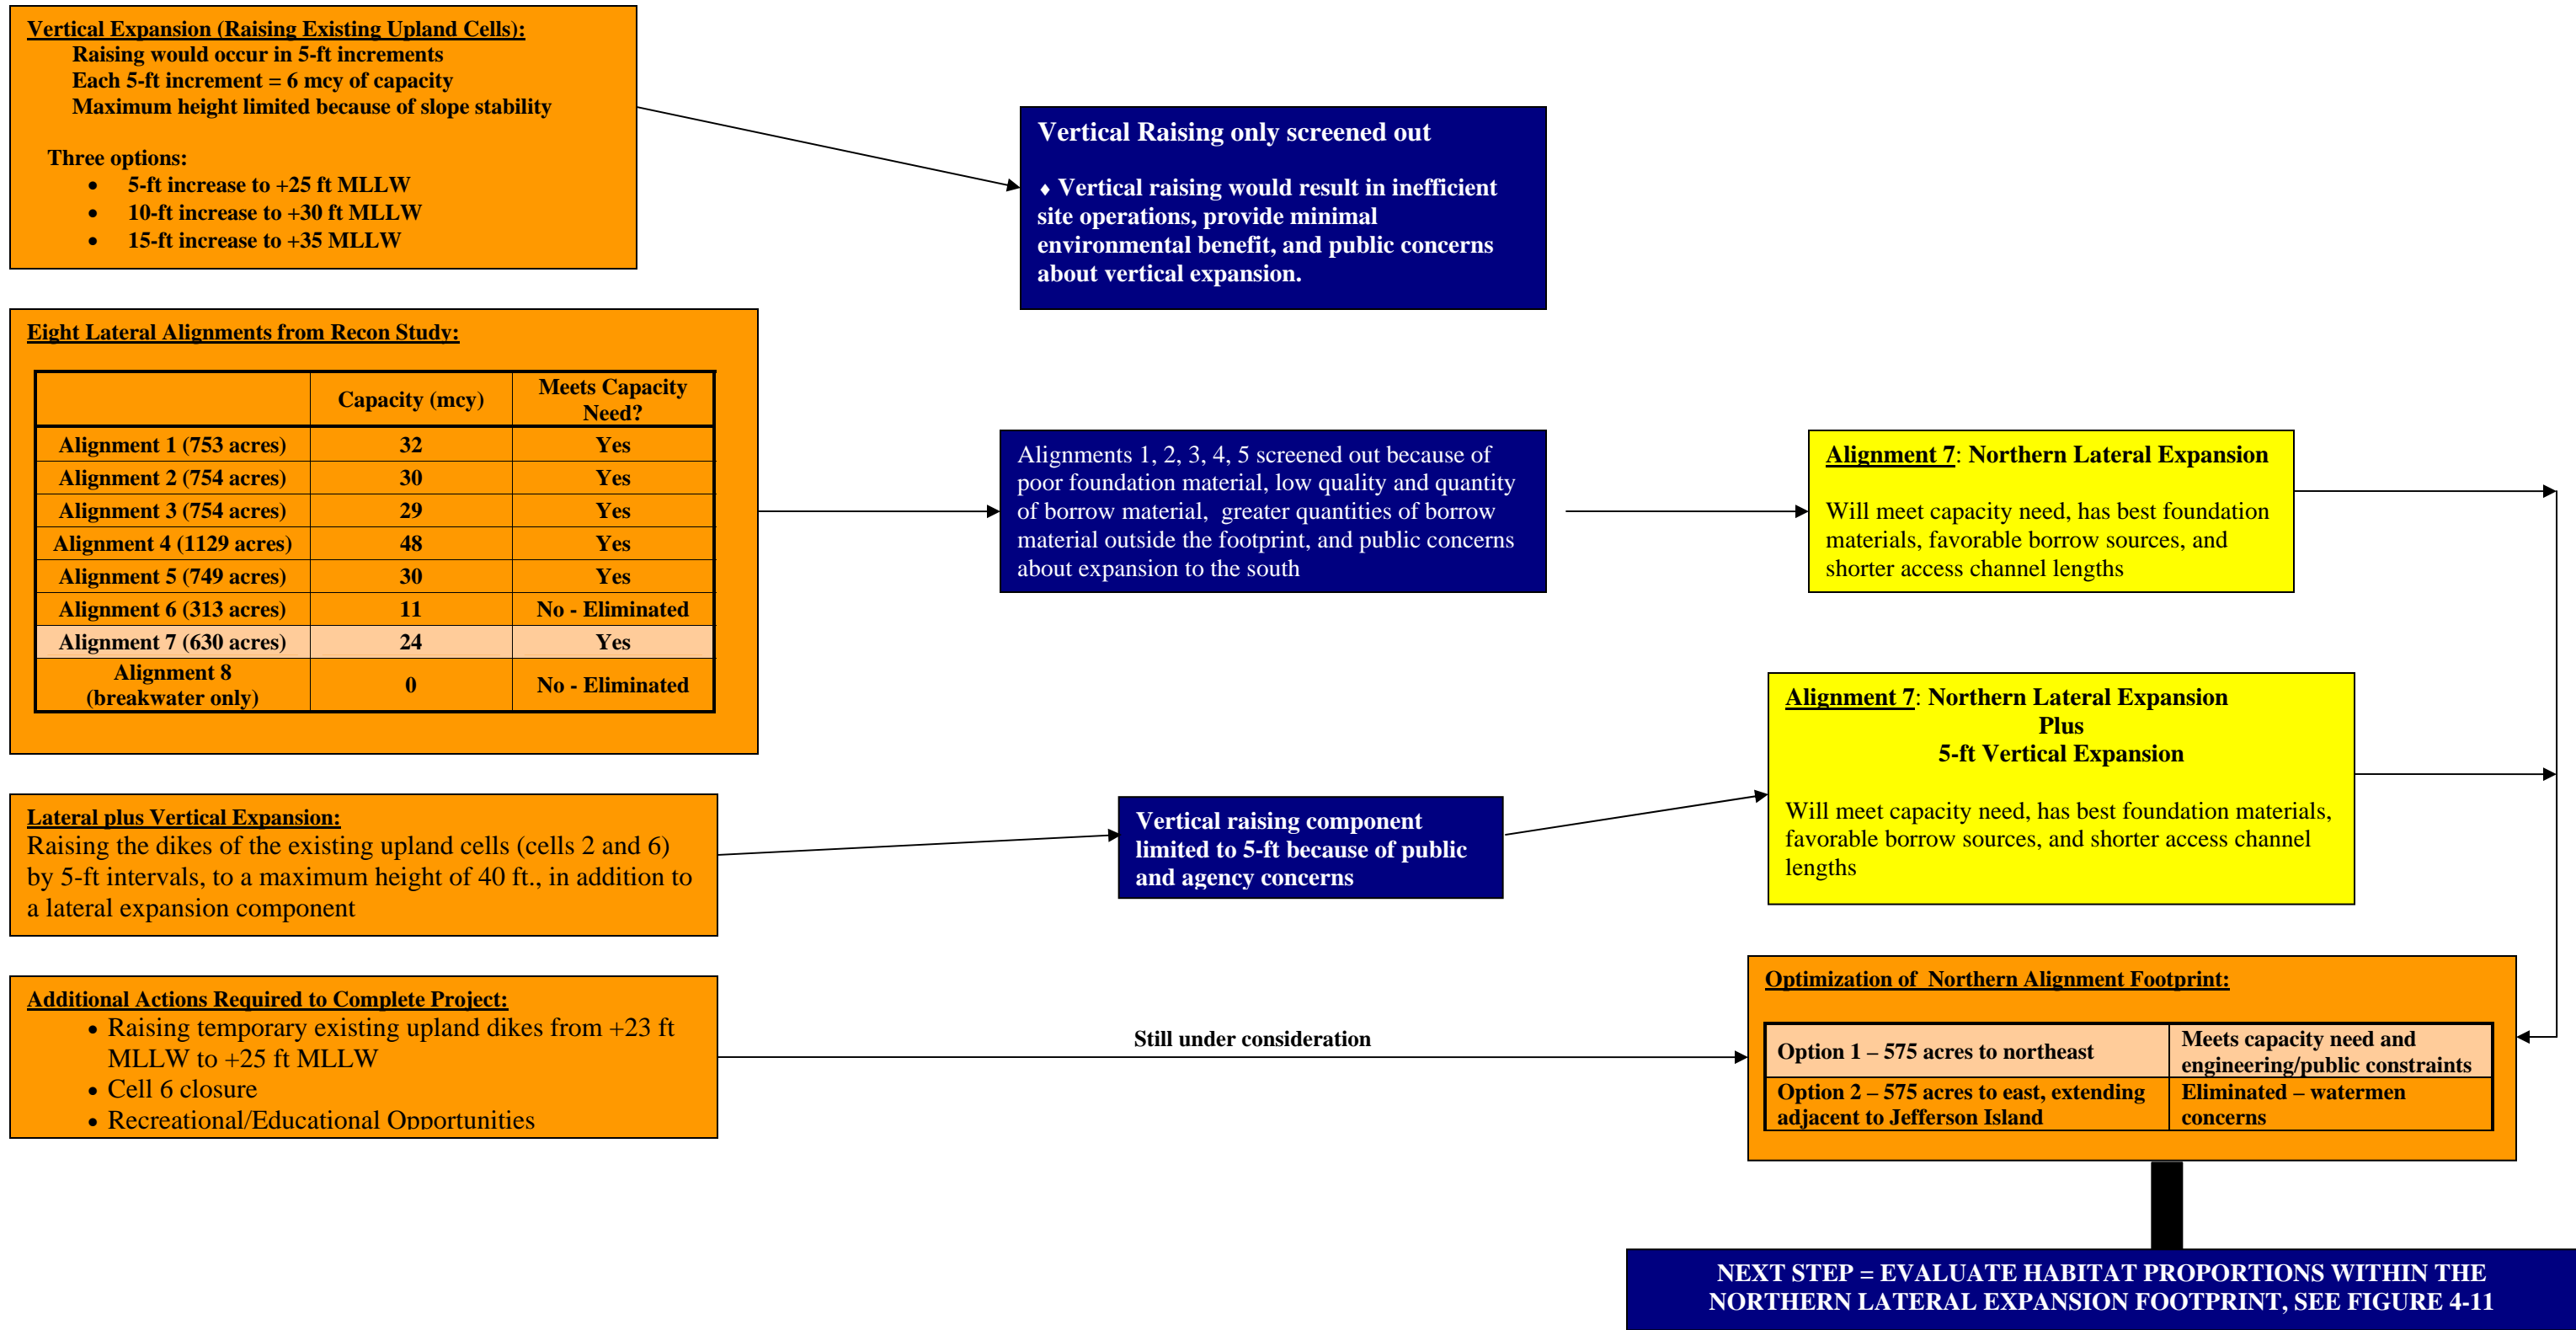 Vertical Expansion (Raising Existing Upland Cells):
Raising would occur in 5-ft increments
Each 5-ft increment = 6 mcy of capacity
Maximum height limited because of slope stability
Three options:
• 5-ft increase to +25 ft MLLW
• 10-ft increase to +30 ft MLLW
• 15-ft increase to +35 MLLW
Vertical Raising only screened out
♦ Vertical raising would result in inefficient
site operations, provide minimal
environmental benefit, and public concerns
about vertical expansion.
Eight Lateral Alignments from Recon Study:
Capacity (mcy) Meets Capacity
Need?
Alignment 1 (753 acres) 32 Yes
Alignment 2 (754 acres) 30 Yes
Alignment 3 (754 acres) 29 Yes
Alignment 4 (1129 acres) 48 Yes
Alignment 5 (749 acres) 30 Yes
Alignment 6 (313 acres) 11 No - Eliminated
Alignment 7 (630 acres) 24 Yes
Alignment 8
(breakwater only) 0 No - Eliminated
Alignments 1, 2, 3, 4, 5 screened out because of
poor foundation material, low quality and quantity
of borrow material, greater quantities of borrow
material outside the footprint, and public concerns
about expansion to the south
Alignment 7: Northern Lateral Expansion
Will meet capacity need, has best foundation
materials, favorable borrow sources, and
shorter access channel lengths
Lateral plus Vertical Expansion:
Raising the dikes of the existing upland cells (cells 2 and 6)
by 5-ft intervals, to a maximum height of 40 ft., in addition to
a lateral expansion component
Vertical raising component
limited to 5-ft because of public
and agency concerns
Alignment 7: Northern Lateral Expansion
Plus
5-ft Vertical Expansion
Will meet capacity need, has best foundation materials,
favorable borrow sources, and shorter access channel
lengths
Additional Actions Required to Complete Project:
• Raising temporary existing upland dikes from +23 ft
MLLW to +25 ft MLLW
• Cell 6 closure
• Recreational/Educational Opportunities
Still under consideration
Optimization of Northern Alignment Footprint:
Option 1 – 575 acres to northeast Meets capacity need and
engineering/public constraints
Option 2 – 575 acres to east, extending Eliminated – watermen
adjacent to Jefferson Island concerns
NEXT STEP = EVALUATE HABITAT PROPORTIONS WITHIN THE
NORTHERN LATERAL EXPANSION FOOTPRINT, SEE FIGURE 4-11